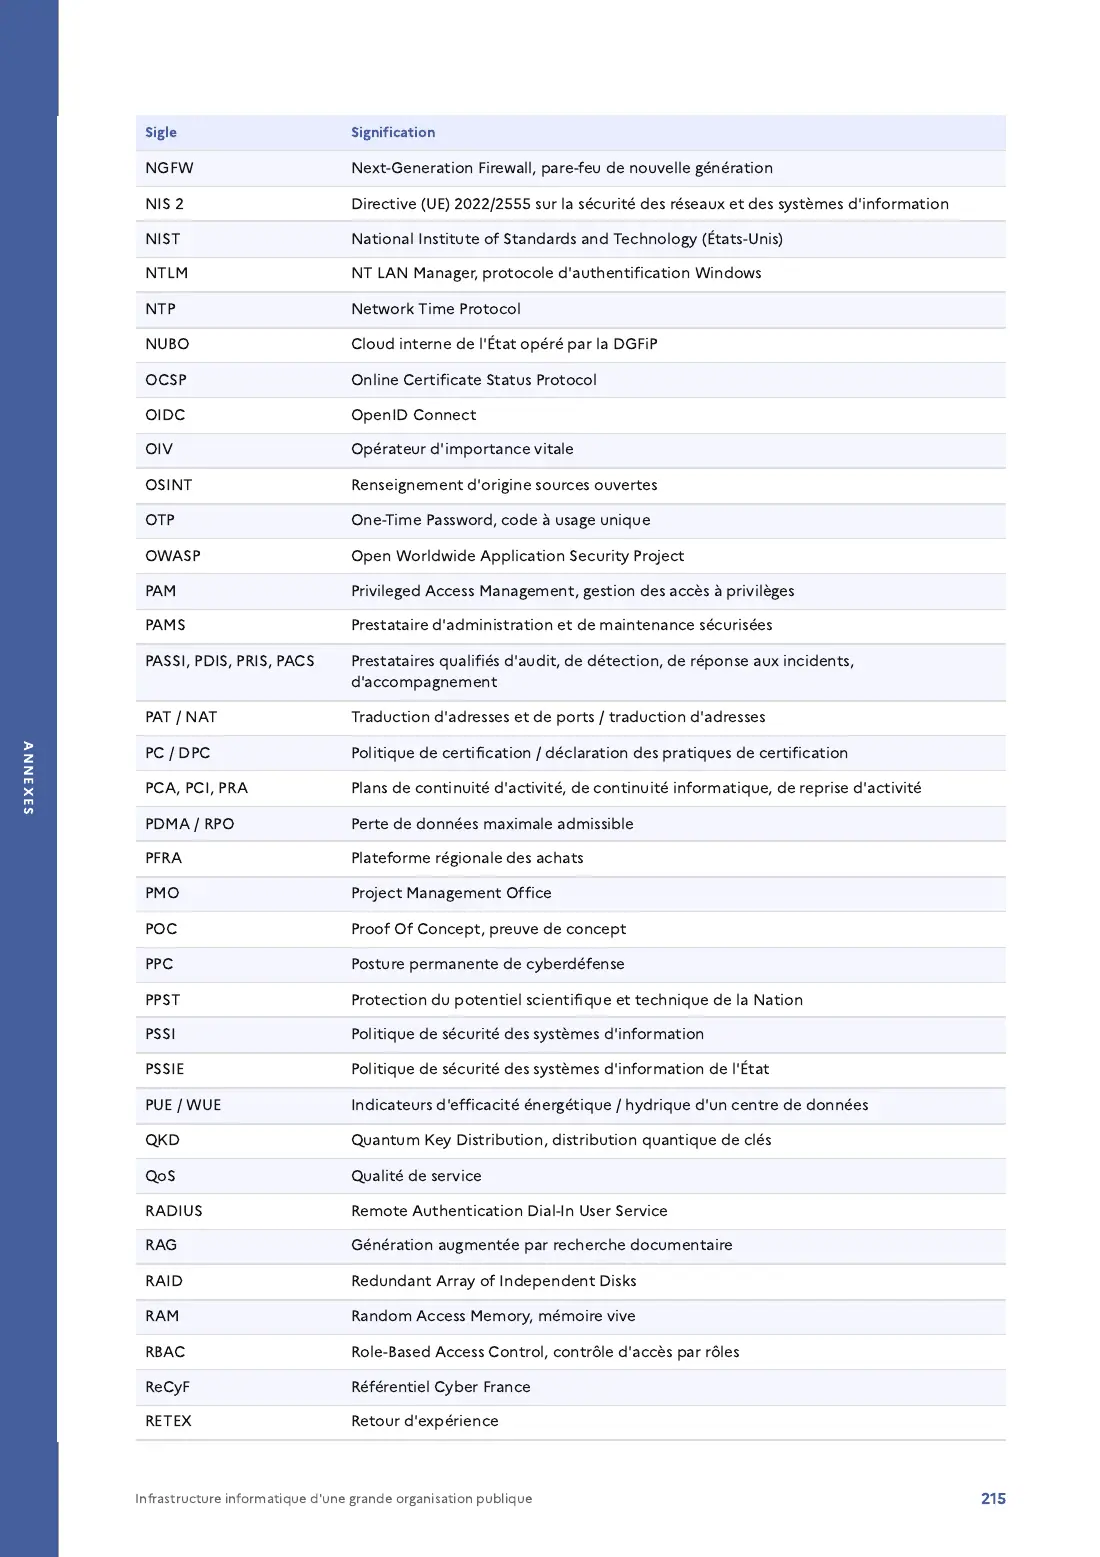 Sigle Signification
NGFW Next-Generation Firewall, pare-feu de nouvelle génération
NIS 2 Directive (UE) 2022/2555 sur la sécurité des réseaux et des systèmes d'information
NIST National Institute of Standards and Technology (États-Unis)
NTLM NT LAN Manager, protocole d'authentification Windows
NTP Network Time Protocol
NUBO Cloud interne de l'État opéré par la DGFiP
OCSP Online Certificate Status Protocol
OIDC OpenID Connect
OIV Opérateur d'importance vitale
OSINT Renseignement d'origine sources ouvertes
OTP One-Time Password, code à usage unique
OWASP Open Worldwide Application Security Project
PAM Privileged Access Management, gestion des accès à privilèges
PAMS Prestataire d'administration et de maintenance sécurisées
PASSI, PDIS, PRIS, PACS Prestataires qualifiés d'audit, de détection, de réponse aux incidents,
d'accompagnement
PAT / NAT Traduction d'adresses et de ports / traduction d'adresses
PC / DPC Politique de certification / déclaration des pratiques de certification
PCA, PCI, PRA Plans de continuité d'activité, de continuité informatique, de reprise d'activité
PDMA / RPO Perte de données maximale admissible
PFRA Plateforme régionale des achats
PMO Project Management Office
POC Proof Of Concept, preuve de concept
PPC Posture permanente de cyberdéfense
PPST Protection du potentiel scientifique et technique de la Nation
PSSI Politique de sécurité des systèmes d'information
PSSIE Politique de sécurité des systèmes d'information de l'État
PUE / WUE Indicateurs d'efficacité énergétique / hydrique d'un centre de données
QKD Quantum Key Distribution, distribution quantique de clés
QoS Qualité de service
RADIUS Remote Authentication Dial-In User Service
RAG Génération augmentée par recherche documentaire
RAID Redundant Array of Independent Disks
RAM Random Access Memory, mémoire vive
RBAC Role-Based Access Control, contrôle d'accès par rôles
ReCyF Référentiel Cyber France
RETEX Retour d'expérience
ANNEXES
Infrastructure informatique d'une grande organisation publique 215